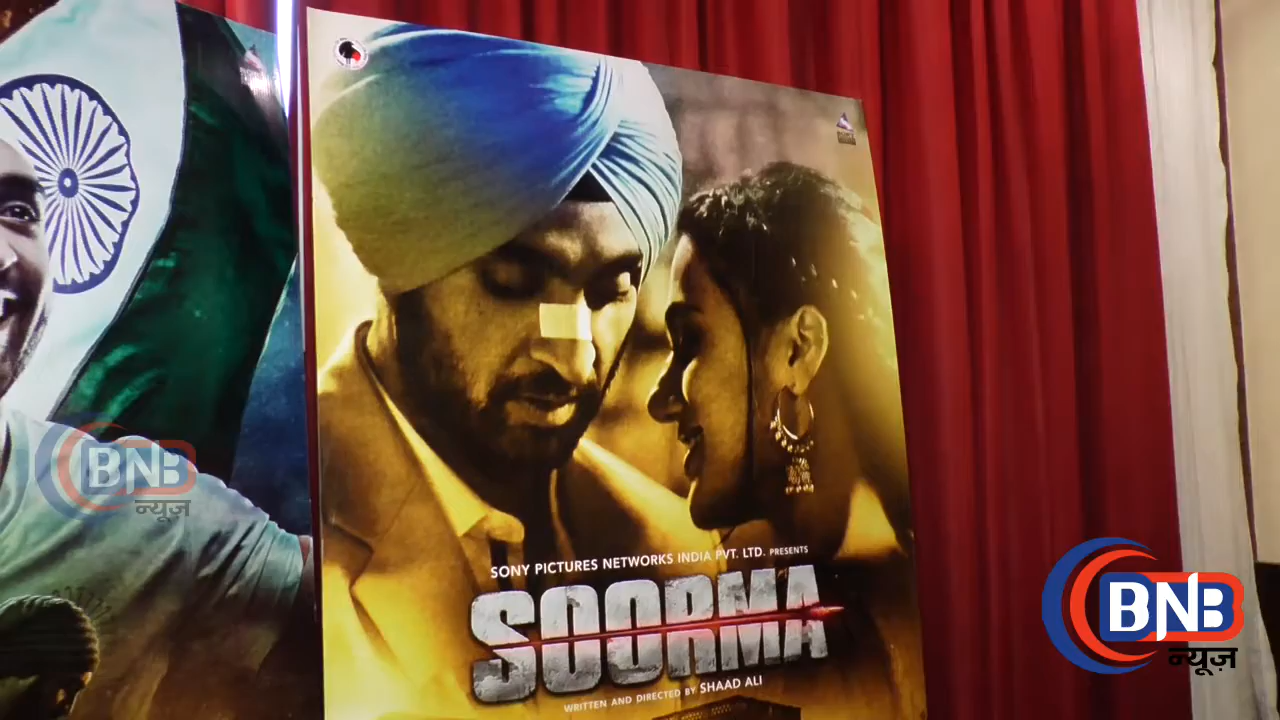 SONY PICTURES NETWORKS INDIA PVT. LTD. PRESENTS
SOORMA
WRITTEN AND DIRECTED BY SHAAD ALI
BNB
न्यूज़
BNB
न्यूज़